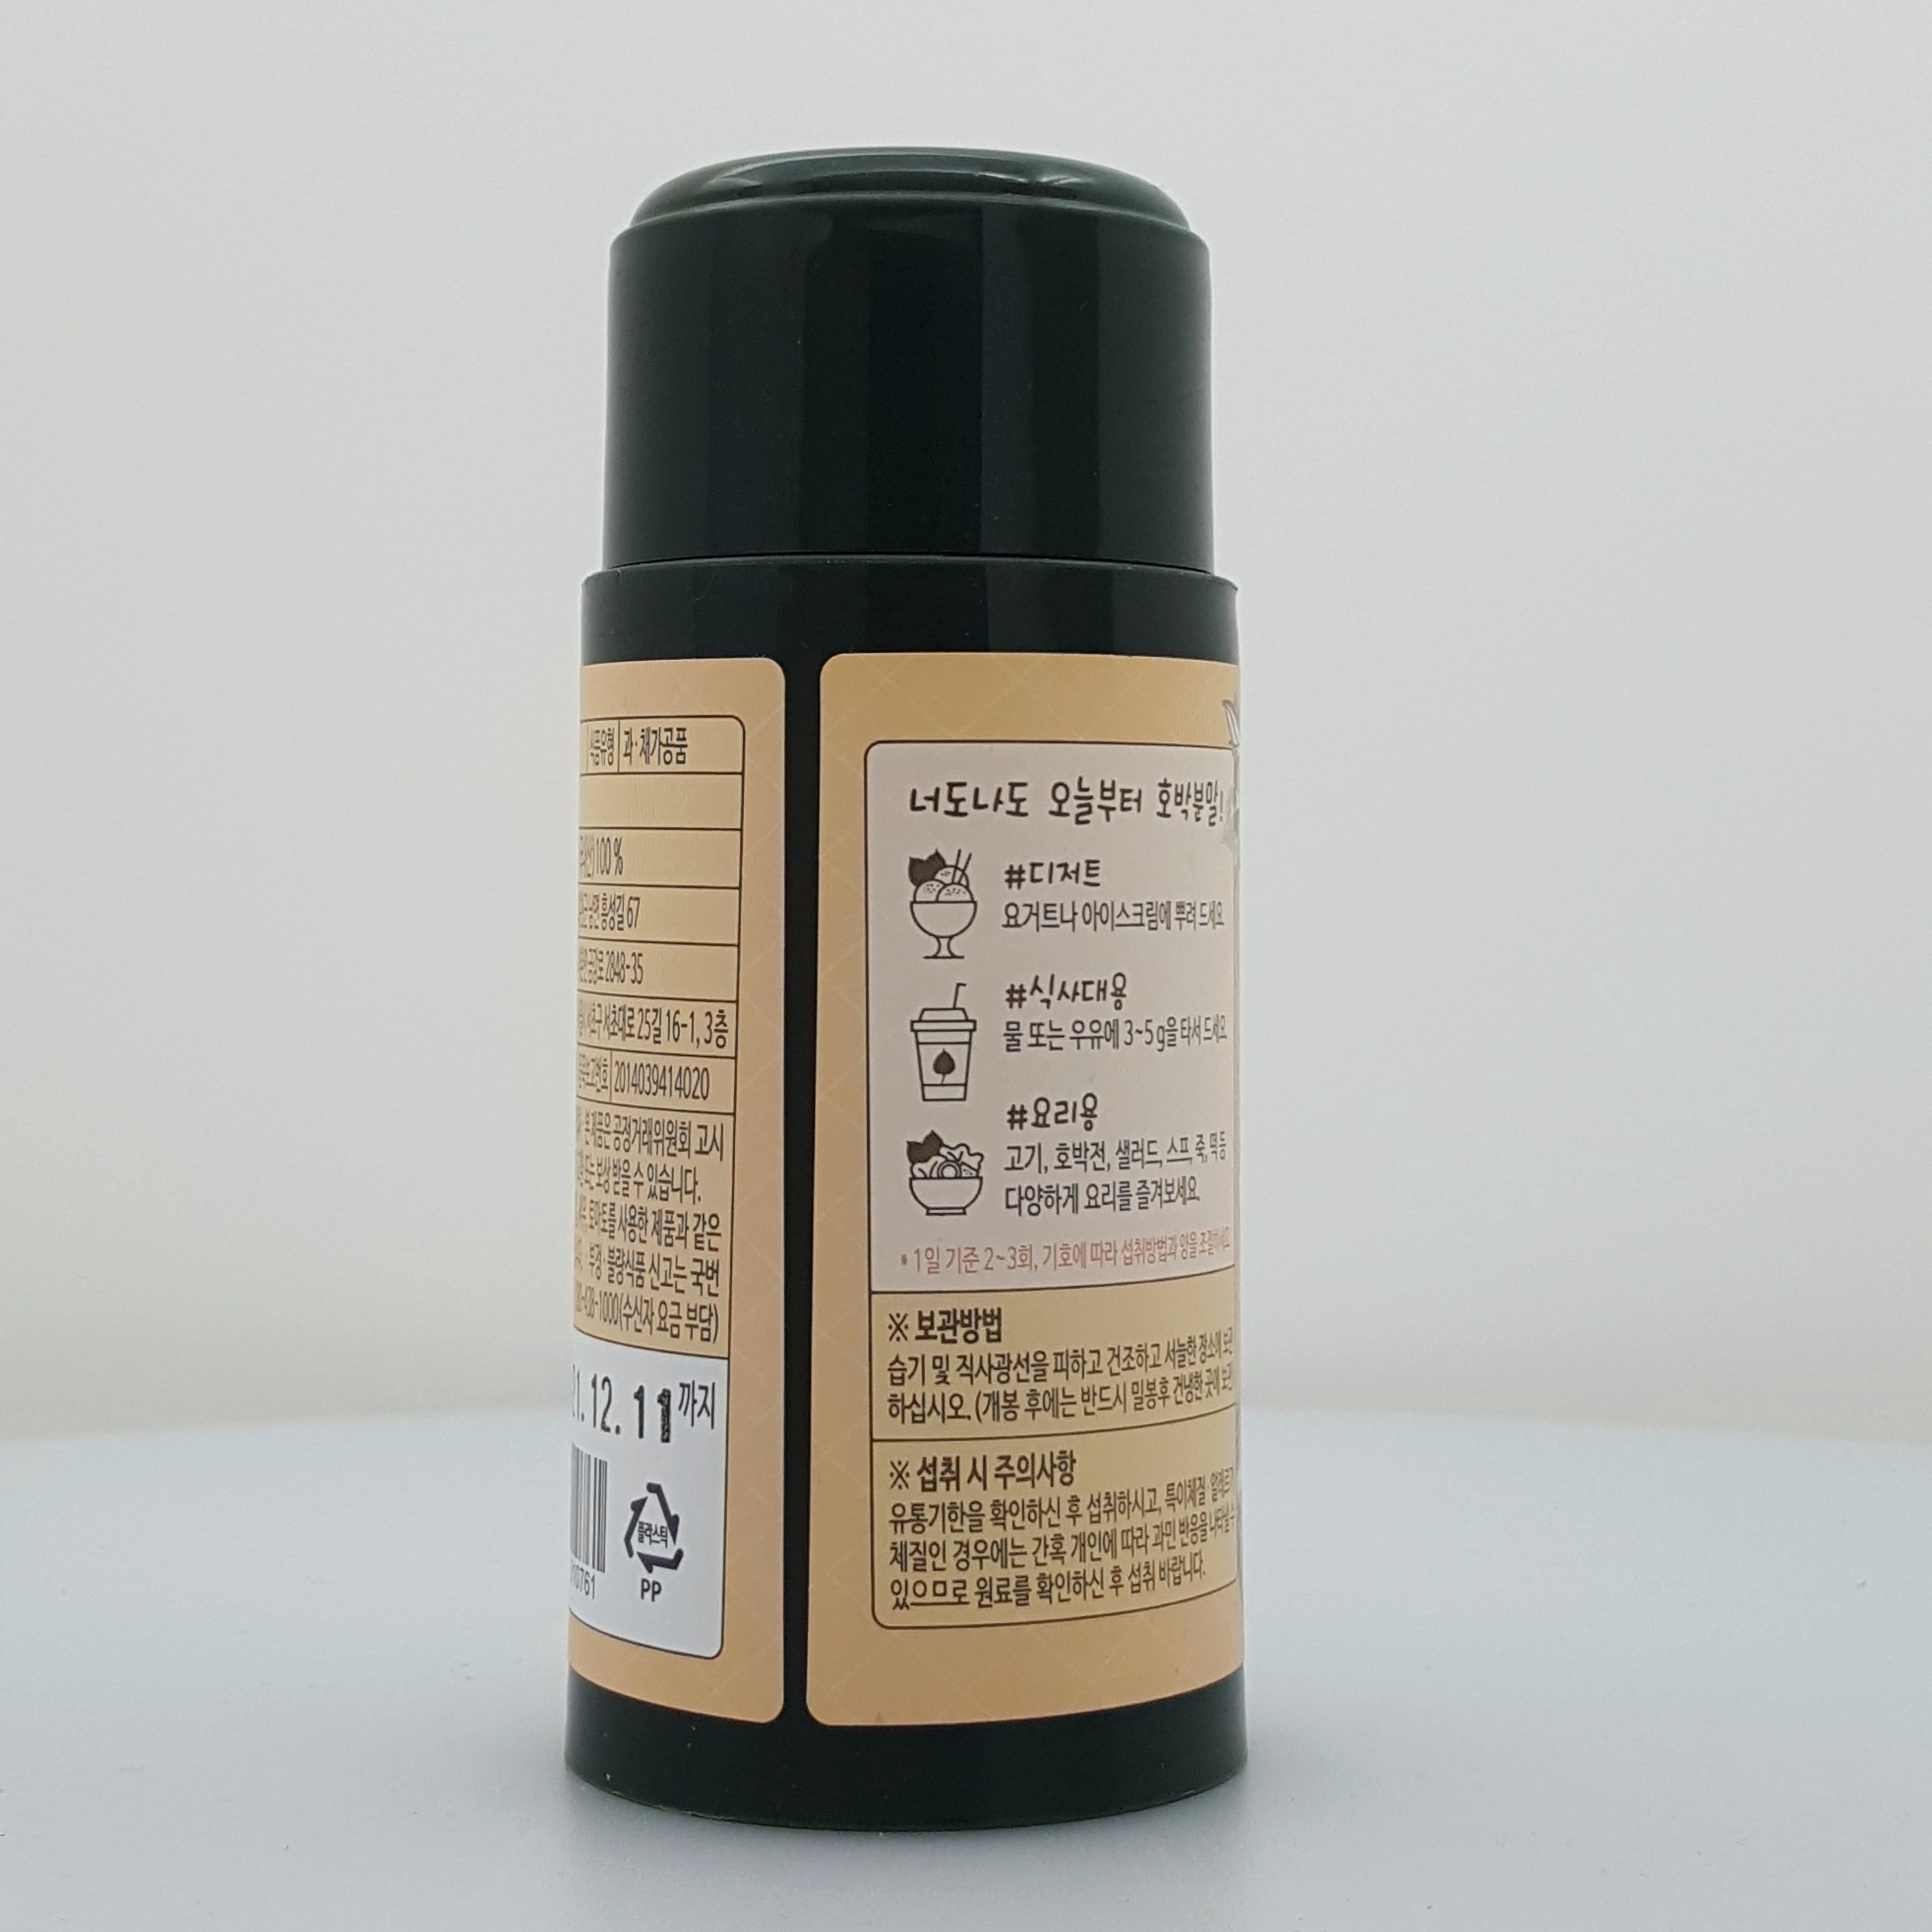 식품유형 과·채가공품
100 %
남면 홍성길 67
2848-35
서초구 서초대로 25길 16-1, 3층
2014039414020
본 제품은 공정거래위원회 고시
또는 보상 받을 수 있습니다.
토마토를 사용한 제품과 같은
부정·불량식품 신고는 국번
1000(수신자 요금 부담)
12. 11 까지
플라스틱
PP
너도나도 오늘부터 호박분말!
#디저트
요거트나 아이스크림에 뿌려 드세요
#식사대용
물 또는 우유에 3~5g을 타서 드세요
#요리용
고기, 호박전, 샐러드, 스프, 죽, 떡 등
다양하게 요리를 즐겨보세요.
* 1일 기준 2~3회, 기호에 따라 섭취방법과 양을 조절하세요
※ 보관방법
습기 및 직사광선을 피하고 건조하고 서늘한 장소에 보관
하십시오. (개봉 후에는 반드시 밀봉후 건냉한 곳에 보관
※ 섭취 시 주의사항
유통기한을 확인하신 후 섭취하시고, 특이체질·알레르기
체질인 경우에는 간혹 개인에 따라 과민 반응을 나타낼 수
있으므로 원료를 확인하신 후 섭취 바랍니다.